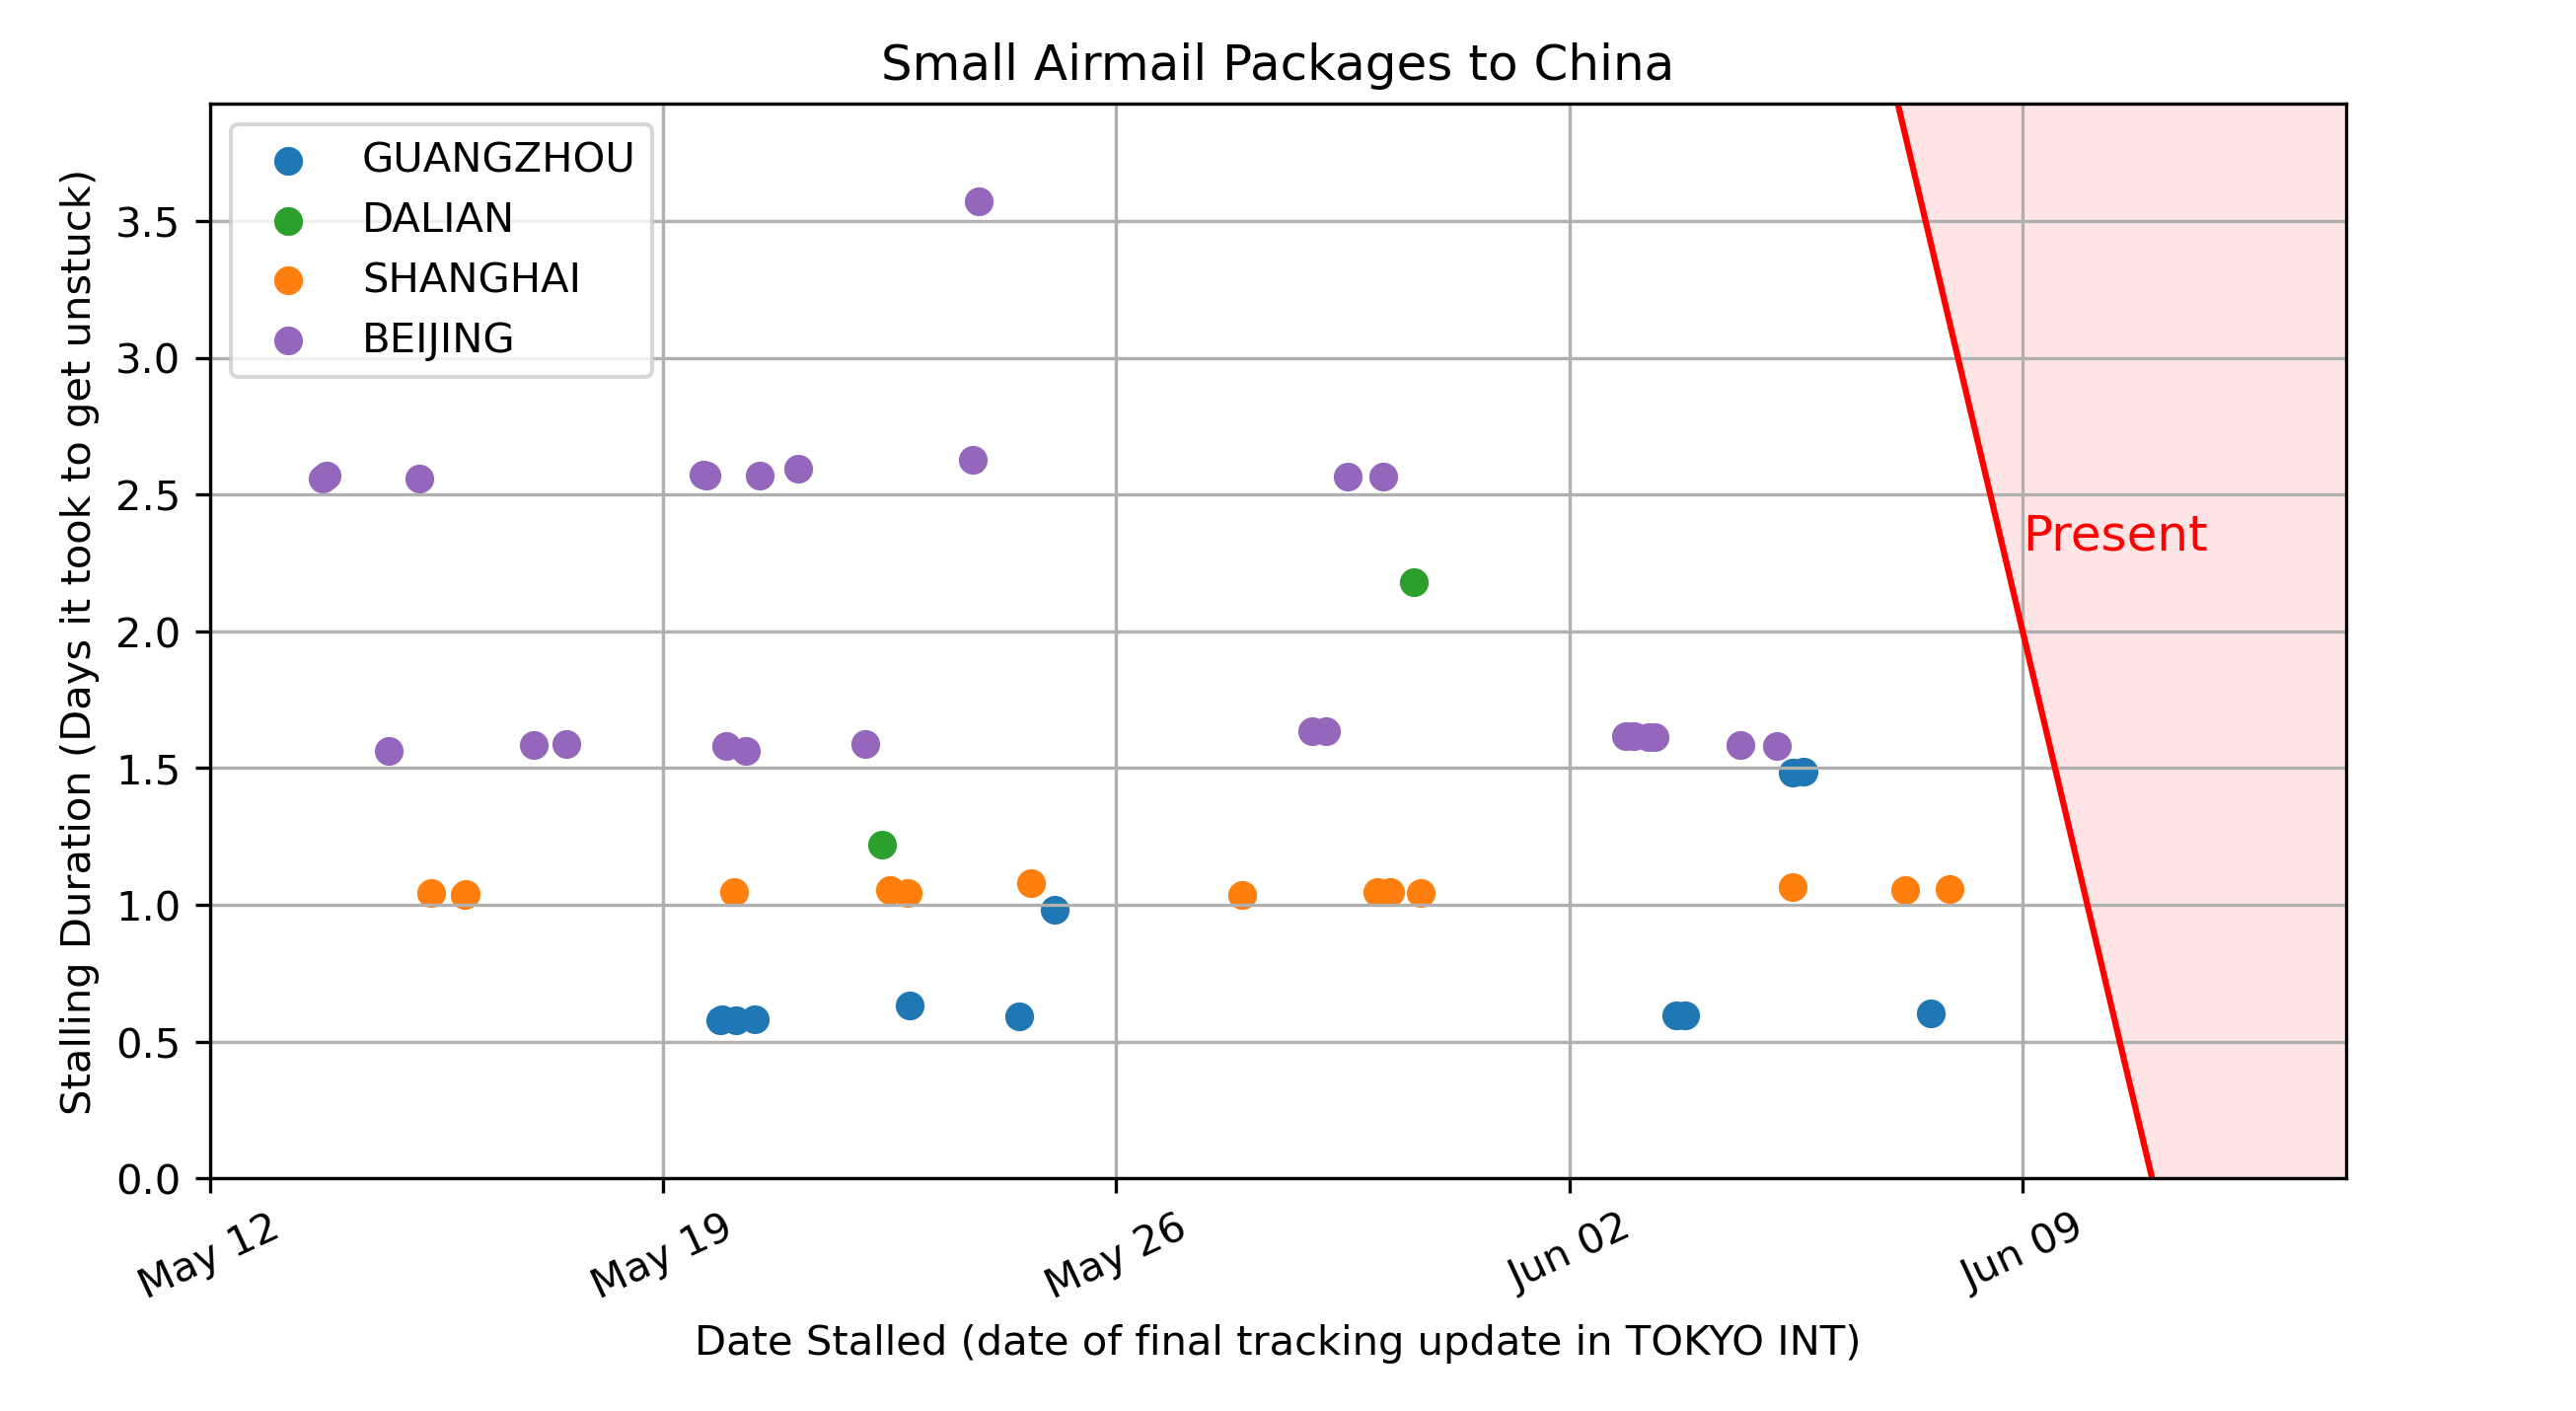 Small Airmail Packages to China
GUANGZHOU
DALIAN
SHANGHAI
BEIJING
Stalling Duration (Days it took to get unstuck)
3.5
3.0
2.5
2.0
1.5
1.0
0.5
0.0
Present
May 12
May 19
May 26
Jun 02
Jun 09
Date Stalled (date of final tracking update in TOKYO INT)